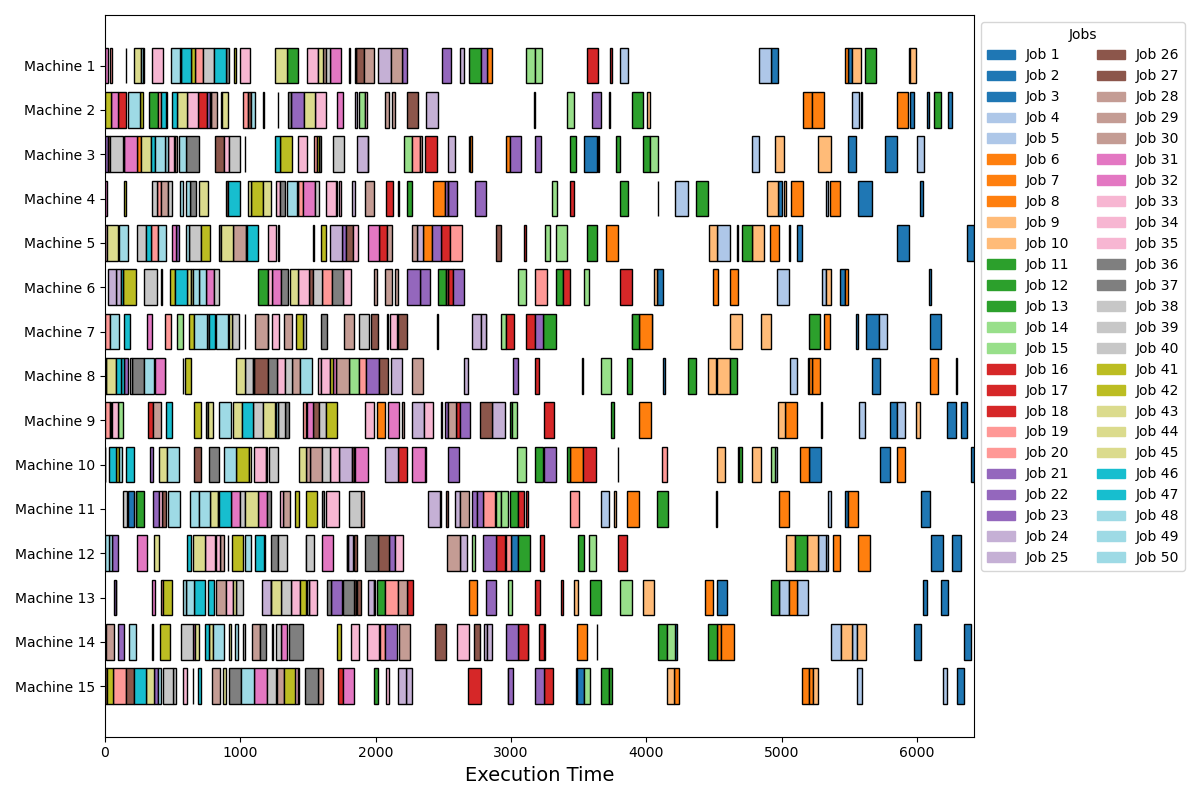 Machine 1
Machine 2
Machine 3
Machine 4
Machine 5
Machine 6
Machine 7
Machine 8
Machine 9
Machine 10
Machine 11
Machine 12
Machine 13
Machine 14
Machine 15
0 1000 2000 3000 4000 5000 6000
Execution Time
Jobs
Job 1 Job 26
Job 2 Job 27
Job 3 Job 28
Job 4 Job 29
Job 5 Job 30
Job 6 Job 31
Job 7 Job 32
Job 8 Job 33
Job 9 Job 34
Job 10 Job 35
Job 11 Job 36
Job 12 Job 37
Job 13 Job 38
Job 14 Job 39
Job 15 Job 40
Job 16 Job 41
Job 17 Job 42
Job 18 Job 43
Job 19 Job 44
Job 20 Job 45
Job 21 Job 46
Job 22 Job 47
Job 23 Job 48
Job 24 Job 49
Job 25 Job 50